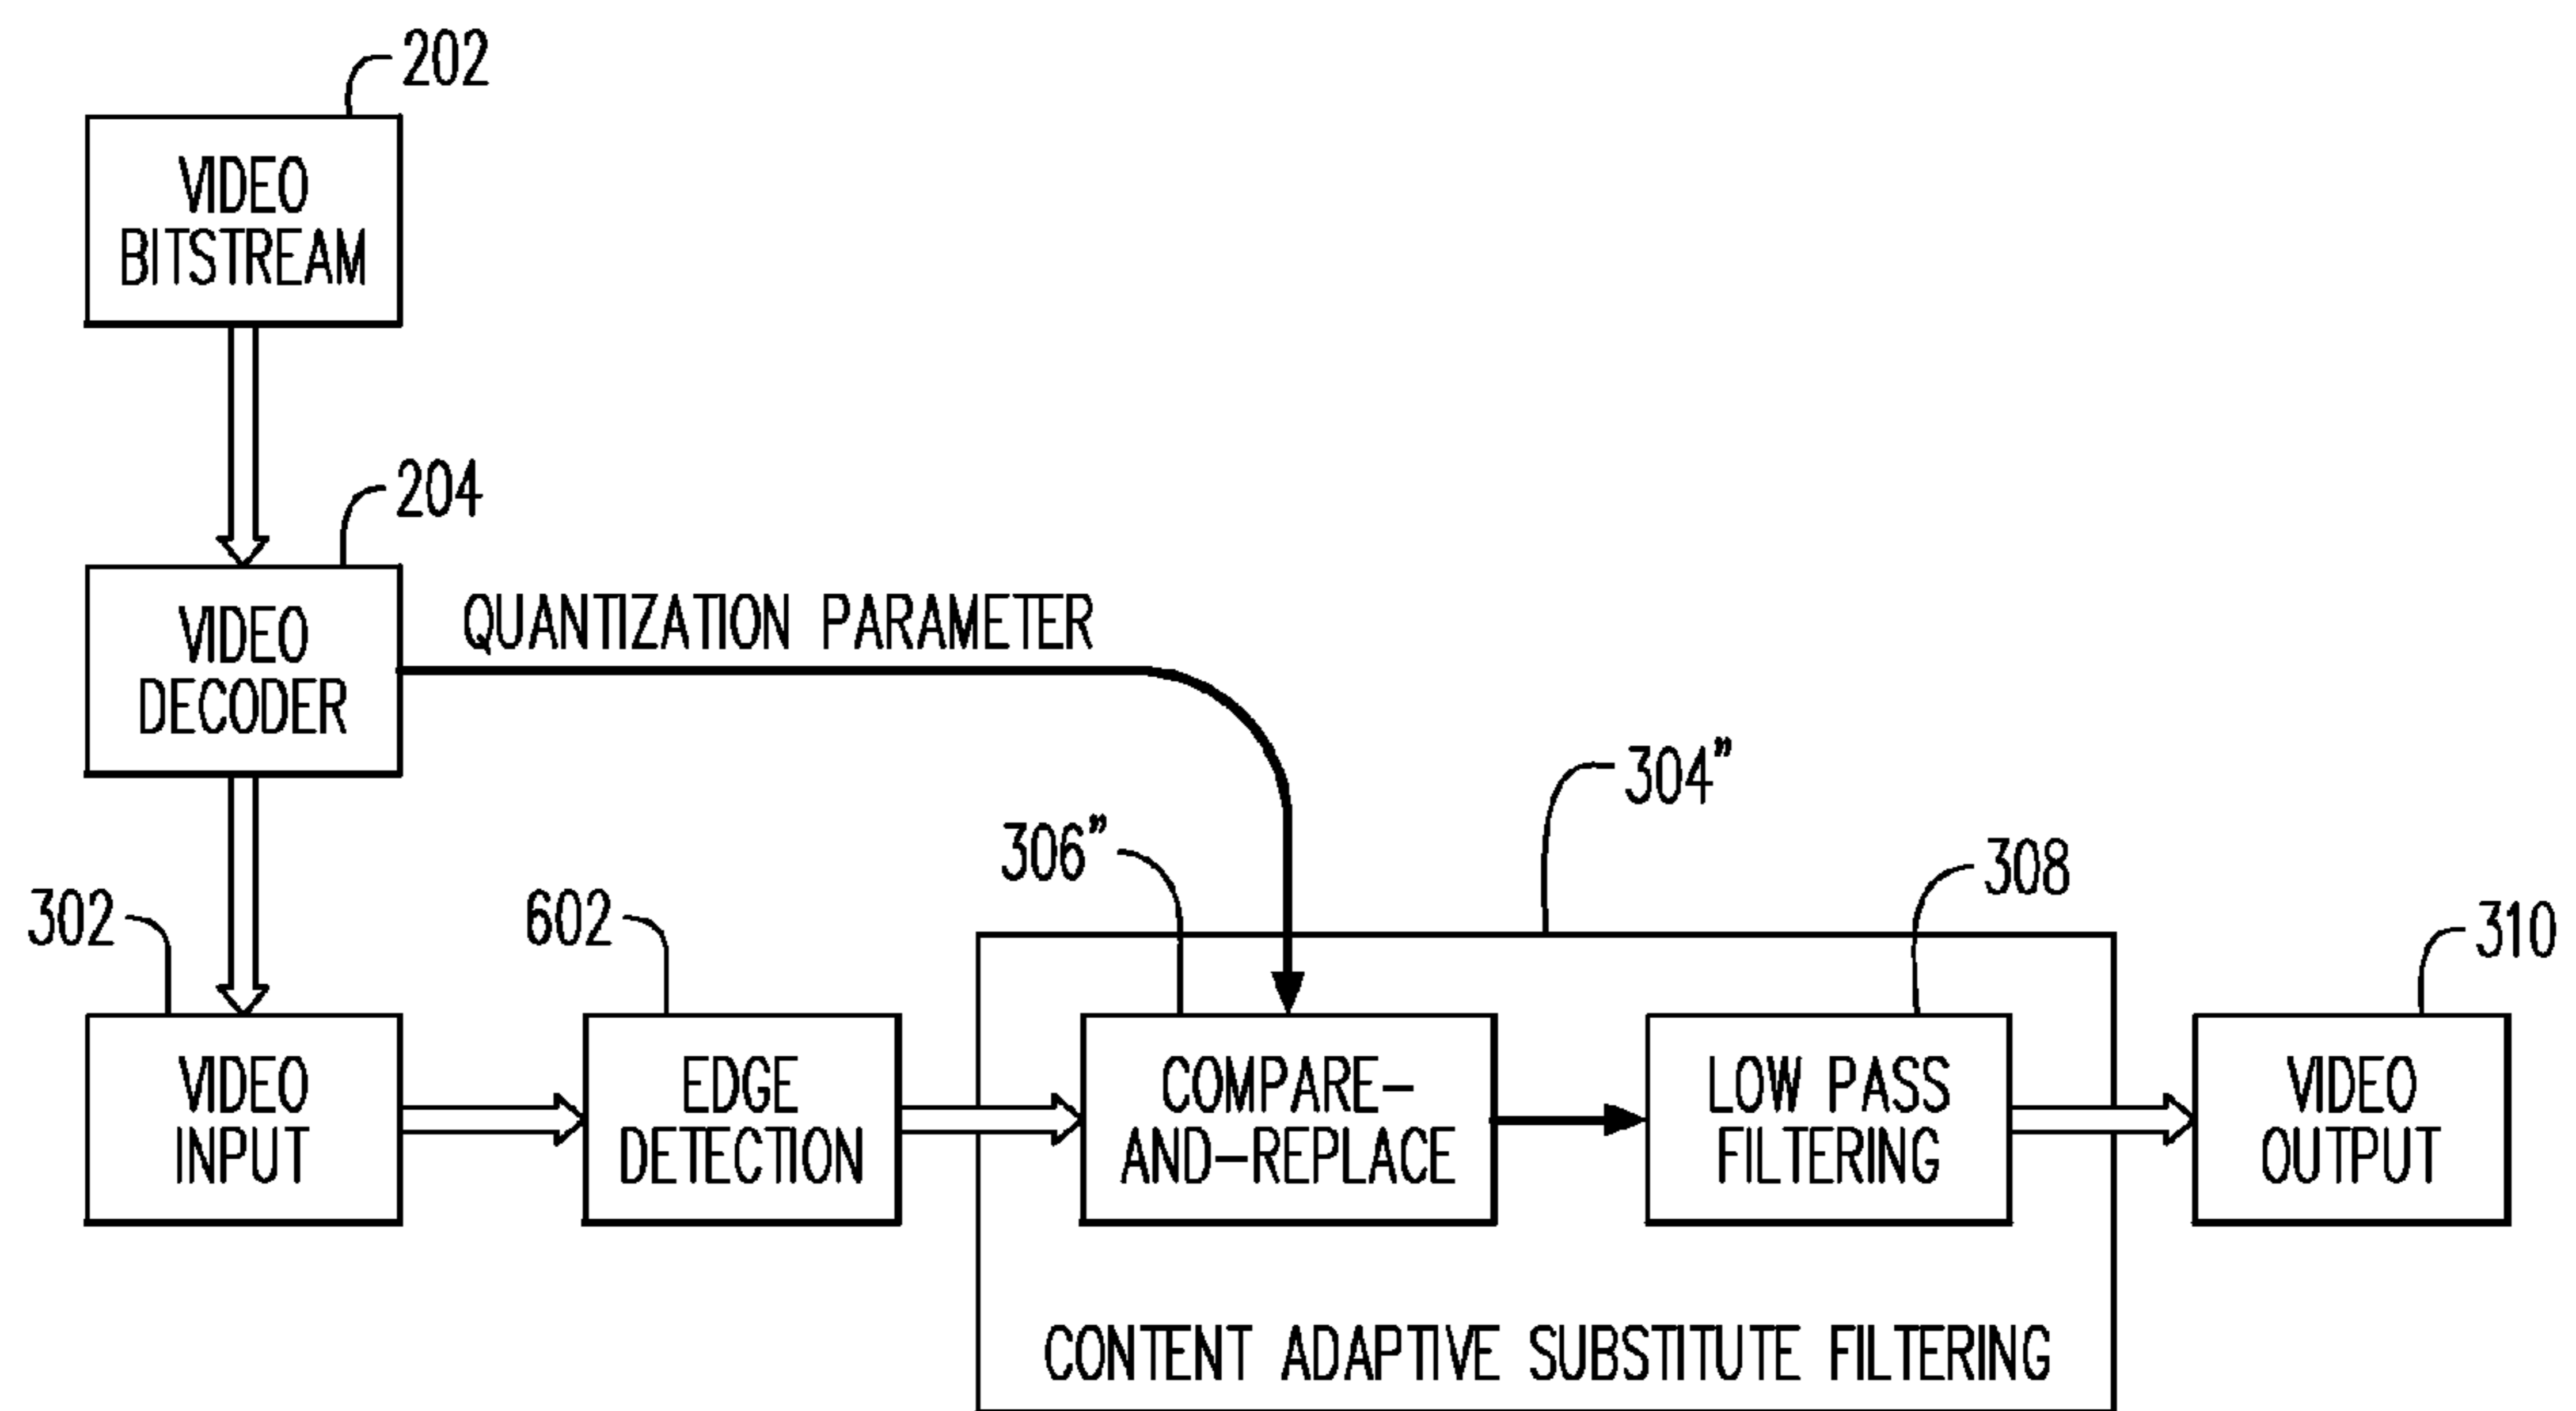 202
VIDEO
BITSTREAM
204
VIDEO
DECODER
QUANTIZATION PARAMETER
304”
306”
308
302
602
310
VIDEO
INPUT
EDGE
DETECTION
COMPARE-
AND-REPLACE
LOW PASS
FILTERING
VIDEO
OUTPUT
CONTENT ADAPTIVE SUBSTITUTE FILTERING